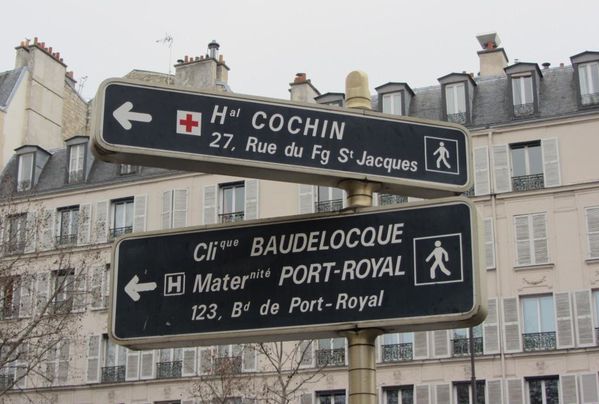 Hal COCHIN
27, Rue du Fg St Jacques
Clique BAUDELOCQUE
H Maternité PORT-ROYAL
123, Bd de Port-Royal